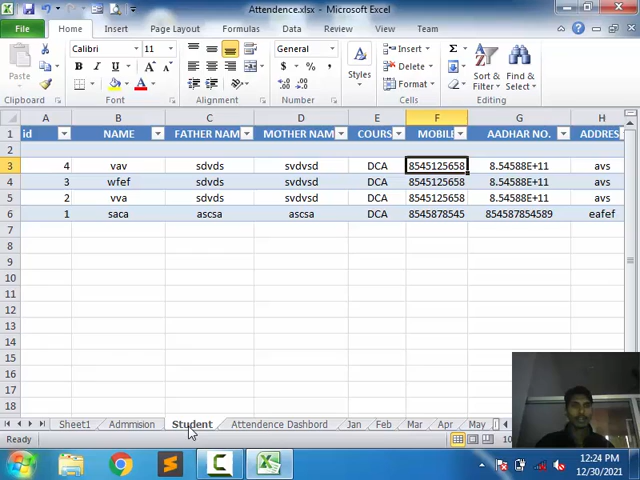 Attendence.xlsx - Microsoft Excel
File Home Insert Page Layout Formulas Data Review View Team
Paste
Calibri 11
B I U
General
$ % ,
Styles
Insert
Delete
Format
Sort & Filter
Find & Select
Clipboard Font Alignment Number Cells Editing
A B C D E F G H
1 id NAME FATHER NAM MOTHER NAM COURS MOBILE AADHAR NO. ADDRES
2
3 4 vav sdvds svdvsd DCA 8545125658 8.54588E+11 avs
4 3 wfef sdvds svdvsd DCA 8545125658 8.54588E+11 avs
5 2 vva sdvds svdvsd DCA 8545125658 8.54588E+11 avs
6 1 saca ascsa ascsa DCA 8545878545 854587854589 eafef
7
8
9
10
11
12
13
14
15
16
17
18
Sheet1 Admmision Student Attendence Dashbord Jan Feb Mar Apr May
Ready
12:24 PM
12/30/2021